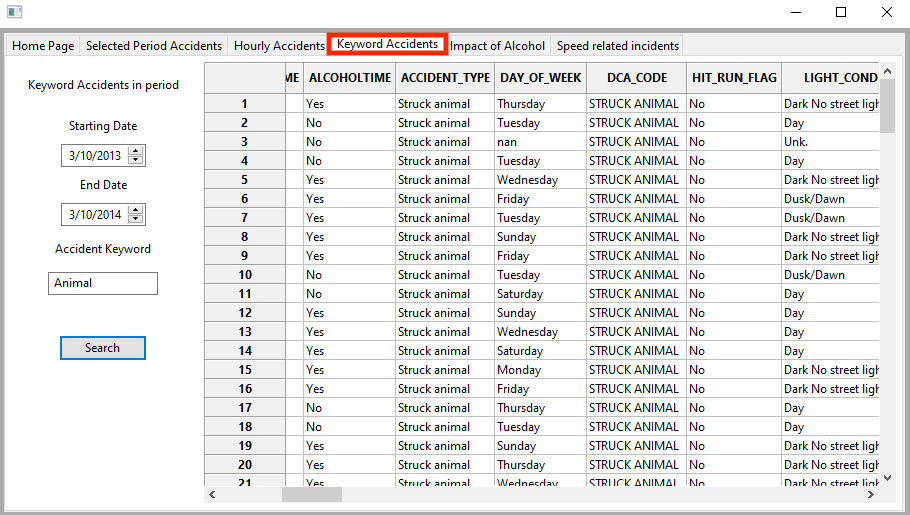 Home Page Selected Period Accidents Hourly Accidents Keyword Accidents Impact of Alcohol Speed related incidents
Keyword Accidents in period
Starting Date
3/10/2013
End Date
3/10/2014
Accident Keyword
Animal
Search
ME ALCOHOLTIME ACCIDENT_TYPE DAY_OF_WEEK DCA_CODE HIT_RUN_FLAG LIGHT_COND
1 Yes Struck animal Thursday STRUCK ANIMAL No Dark No street ligh
2 No Struck animal Tuesday STRUCK ANIMAL No Day
3 No Struck animal nan STRUCK ANIMAL No Unk.
4 No Struck animal Tuesday STRUCK ANIMAL No Day
5 Yes Struck animal Wednesday STRUCK ANIMAL No Dark No street ligh
6 Yes Struck animal Friday STRUCK ANIMAL No Dusk/Dawn
7 Yes Struck animal Tuesday STRUCK ANIMAL No Dusk/Dawn
8 Yes Struck animal Sunday STRUCK ANIMAL No Dark No street ligh
9 Yes Struck animal Friday STRUCK ANIMAL No Dark No street ligh
10 No Struck animal Tuesday STRUCK ANIMAL No Dusk/Dawn
11 No Struck animal Saturday STRUCK ANIMAL No Day
12 Yes Struck animal Sunday STRUCK ANIMAL No Day
13 Yes Struck animal Wednesday STRUCK ANIMAL No Day
14 Yes Struck animal Saturday STRUCK ANIMAL No Day
15 Yes Struck animal Monday STRUCK ANIMAL No Dark No street ligh
16 Yes Struck animal Friday STRUCK ANIMAL No Dark No street ligh
17 No Struck animal Thursday STRUCK ANIMAL No Day
18 No Struck animal Tuesday STRUCK ANIMAL No Day
19 Yes Struck animal Sunday STRUCK ANIMAL No Dark No street ligh
20 Yes Struck animal Thursday STRUCK ANIMAL No Dark No street ligh
21 Yes Struck animal Wednesday STRUCK ANIMAL No Dark No street ligh